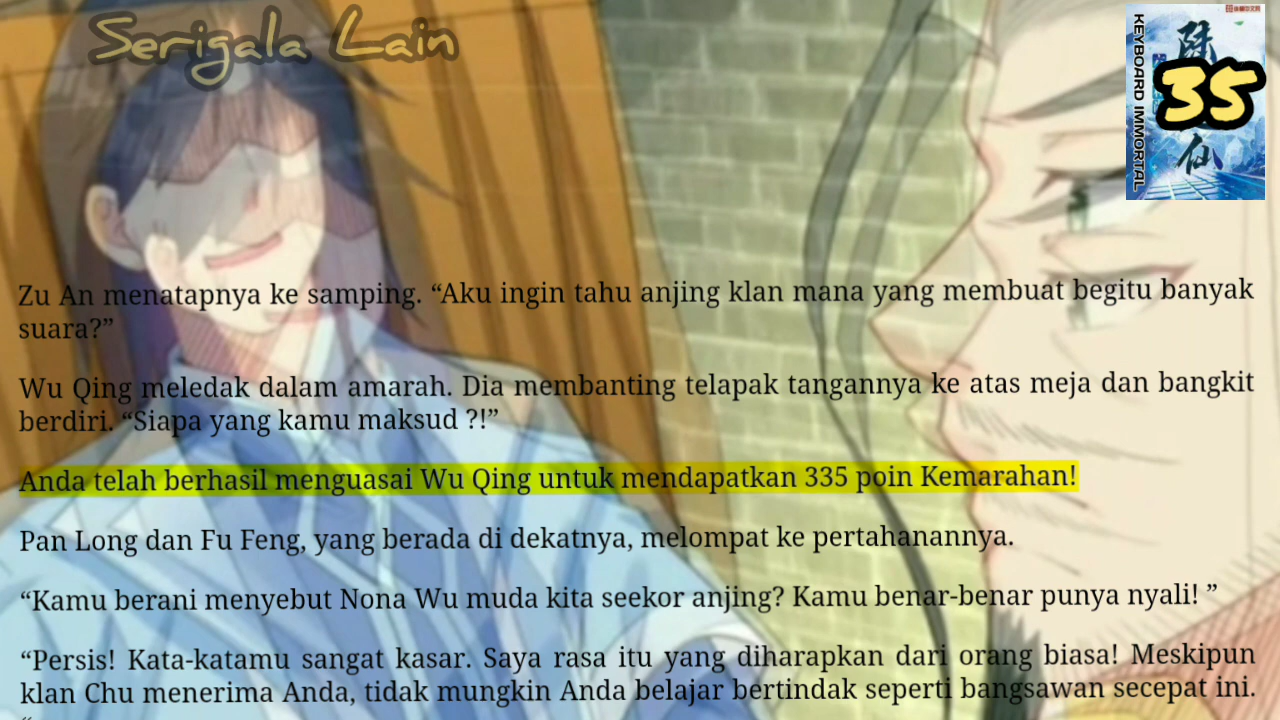 Serigala Lain
KEYBOARD IMMORTAL
陆
35
仙
Zu An menatapnya ke samping. “Aku ingin tahu anjing klan mana yang membuat begitu banyak
suara?”
Wu Qing meledak dalam amarah. Dia membanting telapak tangannya ke atas meja dan bangkit
berdiri. “Siapa yang kamu maksud ?!”
Anda telah berhasil menguasai Wu Qing untuk mendapatkan 335 poin Kemarahan!
Pan Long dan Fu Feng, yang berada di dekatnya, melompat ke pertahanannya.
“Kamu berani menyebut Nona Wu muda kita seekor anjing? Kamu benar-benar punya nyali! ”
“Persis! Kata-katamu sangat kasar. Saya rasa itu yang diharapkan dari orang biasa! Meskipun
klan Chu menerima Anda, tidak mungkin Anda belajar bertindak seperti bangsawan secepat ini.
“